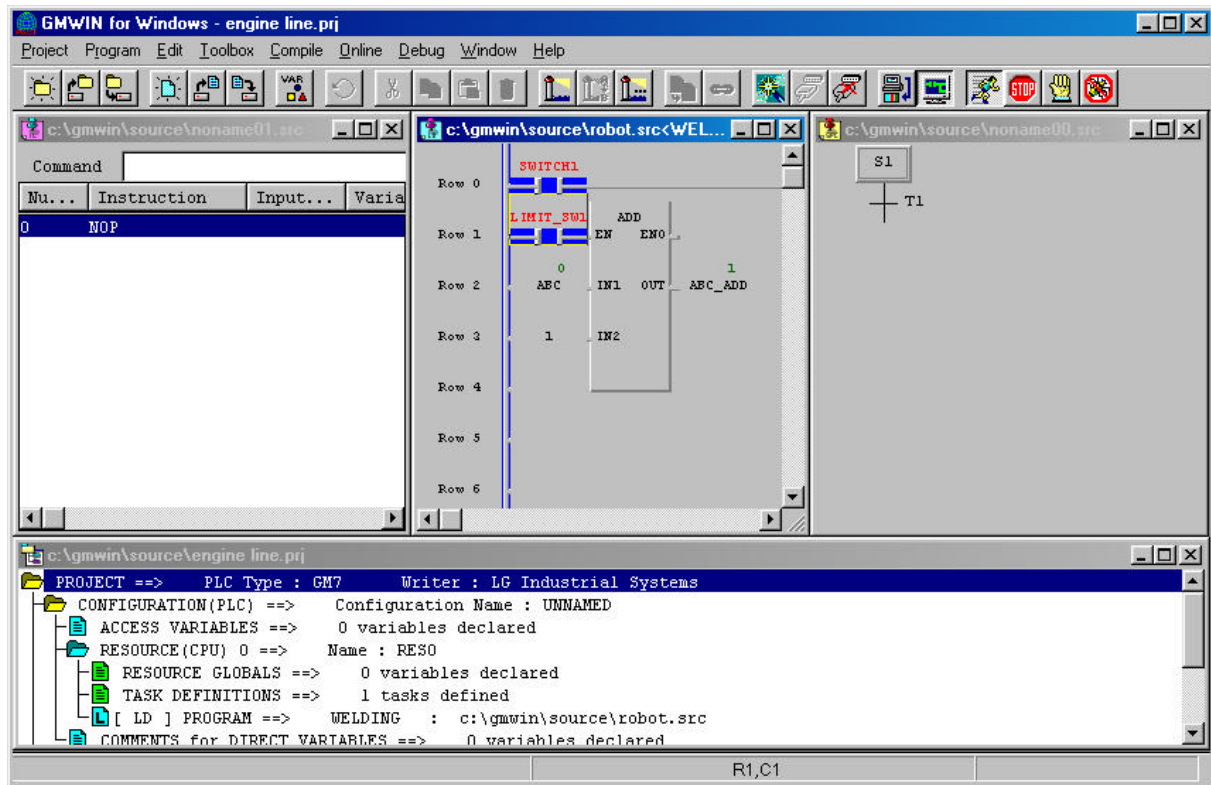 GMWIN for Windows - engine line.prj
Project Program Edit Toolbox Compile Online Debug Window Help
VAR
STOP
c:\gmwin\source\noname01.src
Command
Nu... Instruction Input... Varia
0 NOP
c:\gmwin\source\robot.src<WEL...
SWITCH1
Row 0
LIMIT_SW1 ADD
Row 1 EN ENO
0 1
Row 2 ABC IN1 OUT ABC_ADD
Row 3 1 IN2
Row 4
Row 5
Row 6
c:\gmwin\source\noname00.src
S1
T1
c:\gmwin\source\engine line.prj
PROJECT ==> PLC Type : GM7 Writer : LG Industrial Systems
CONFIGURATION(PLC) ==> Configuration Name : UNNAMED
ACCESS VARIABLES ==> 0 variables declared
RESOURCE(CPU) 0 ==> Name : RES0
RESOURCE GLOBALS ==> 0 variables declared
TASK DEFINITIONS ==> 1 tasks defined
L [ LD ] PROGRAM ==> WELDING : c:\gmwin\source\robot.src
COMMENTS for DIRECT VARIABLES ==> 0 variables declared
R1,C1